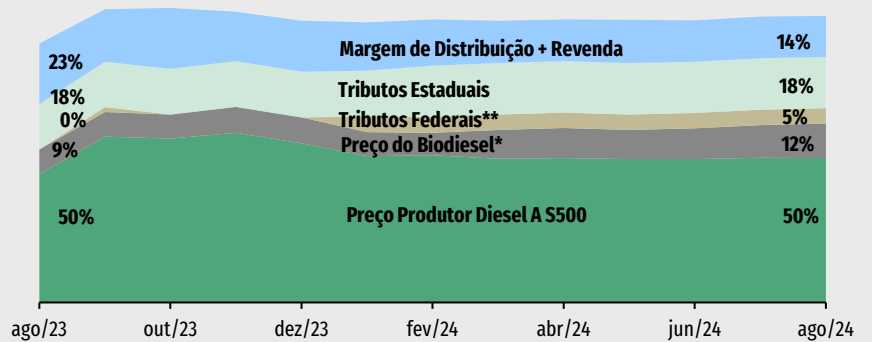 Margem de Distribuição + Revenda
14%
23%
Tributos Estaduais
18%
18%
Tributos Federais**
0%
5%
Preço do Biodiesel*
9%
12%
50%
Preço Produtor Diesel A S500
50%
ago/23 out/23 dez/23 fev/24 abr/24 jun/24 ago/24